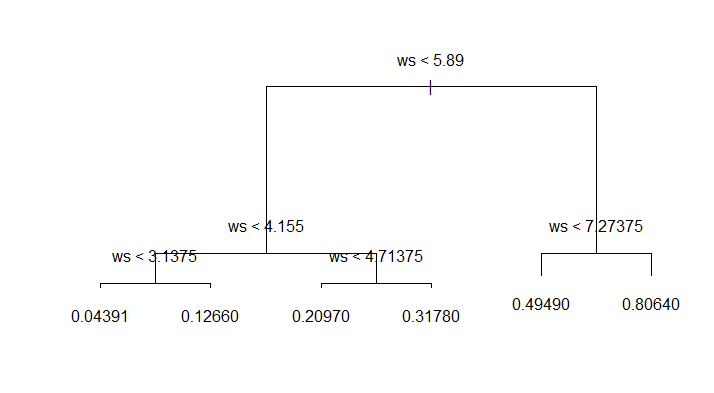 ws < 5.89
ws < 4.155
ws < 7.27375
ws < 3.1375
ws < 4.71375
0.49490
0.80640
0.04391
0.12660
0.20970
0.31780